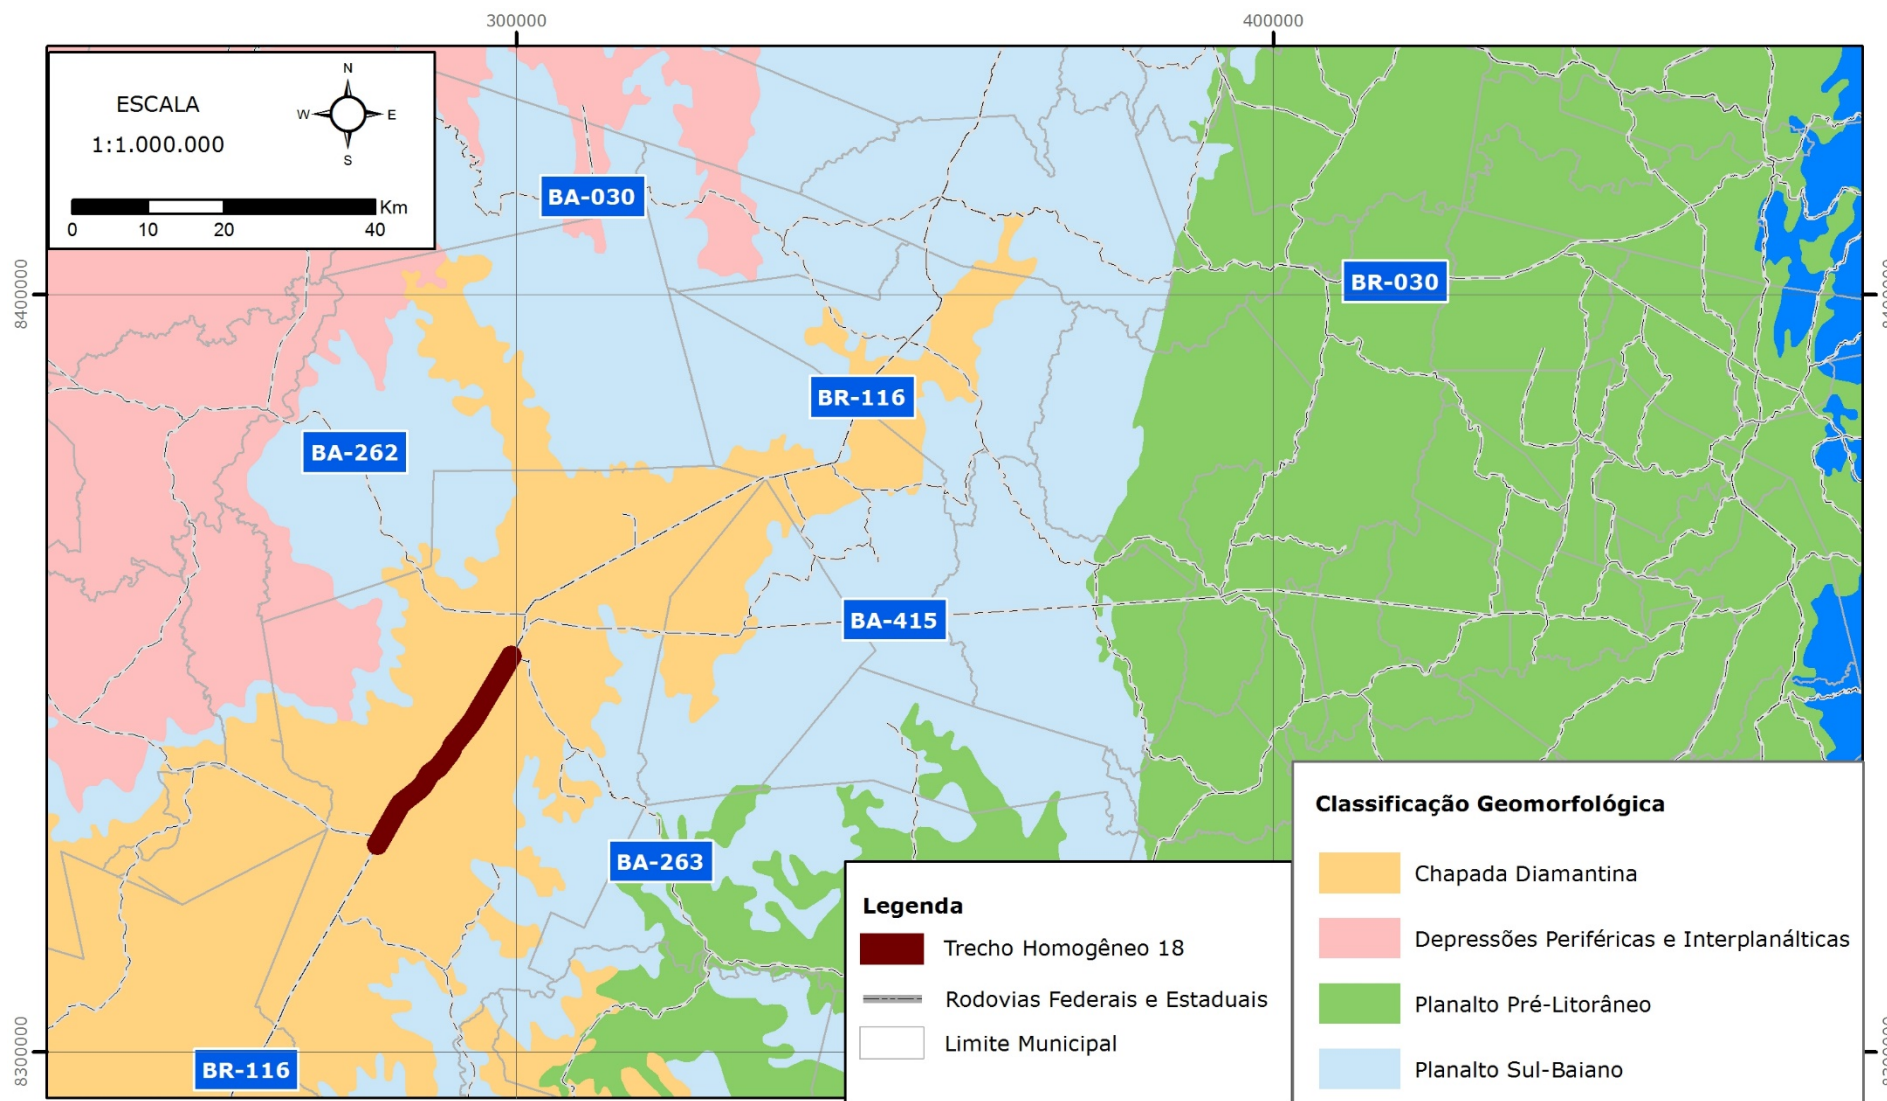 300000
400000
ESCALA
1:1.000.000
N
W
E
S
Km
0
10
20
40
BA-030
8400000
BR-030
8400000
BR-116
BA-262
BA-415
BA-263
8300000
BR-116
8300000
Legenda
Trecho Homogêneo 18
Rodovias Federais e Estaduais
Limite Municipal
Classificação Geomorfológica
Chapada Diamantina
Depressões Periféricas e Interplanálticas
Planalto Pré-Litorâneo
Planalto Sul-Baiano